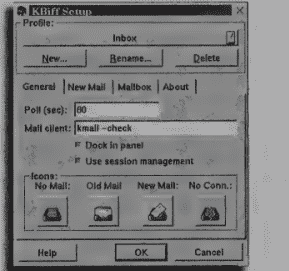 KBiff Setup
Profile:
Inbox
New... Rename... Delete
General New Mail Mailbox About
Poll (sec): 60
Mail client: kmail -check
Dock in panel
Use session management
Icons:
No Mail: Old Mail New Mail: No Conn.:
Help OK Cancel